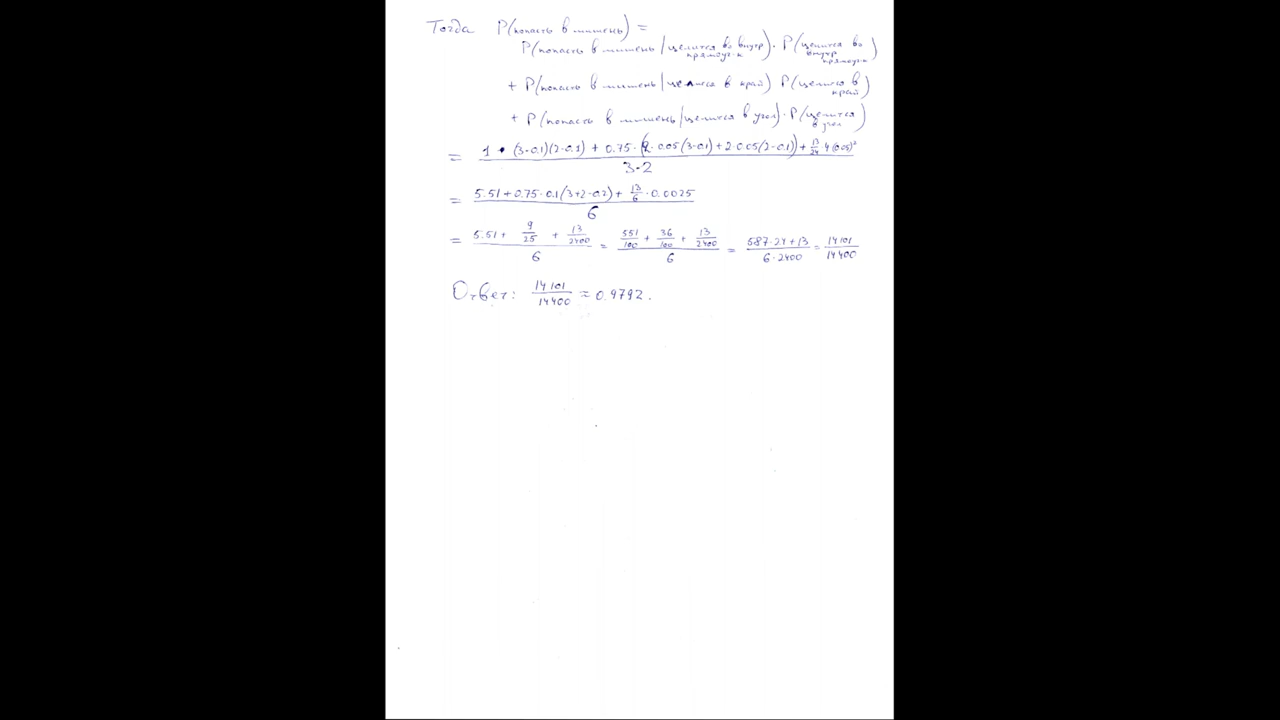 Тогда P(попасть в мишень) =
P(попасть в мишень | целится во внутр прямоуг-к) · P(целится во внутр прямоуг-к)
+ P(попасть в мишень | целится в край) P(целится в край)
+ P(попасть в мишень | целится в угол) · P(целится в угол)
= (1 · (3-0.1)(2-0.1) + 0.75 · (2 · 0.05(3-0.1) + 2·0.05(2-0.1)) + 13/24 · 4(0.05)²) / (3·2)
= (5.51 + 0.75·0.1(3+2-0.2) + 13/6 · 0.0025) / 6
= (5.51 + 9/25 + 13/2400) / 6 = (551/100 + 36/100 + 13/2400) / 6 = (587·24+13) / (6·2400) = 14101/14400
Ответ: 14101/14400 ≈ 0.9792.